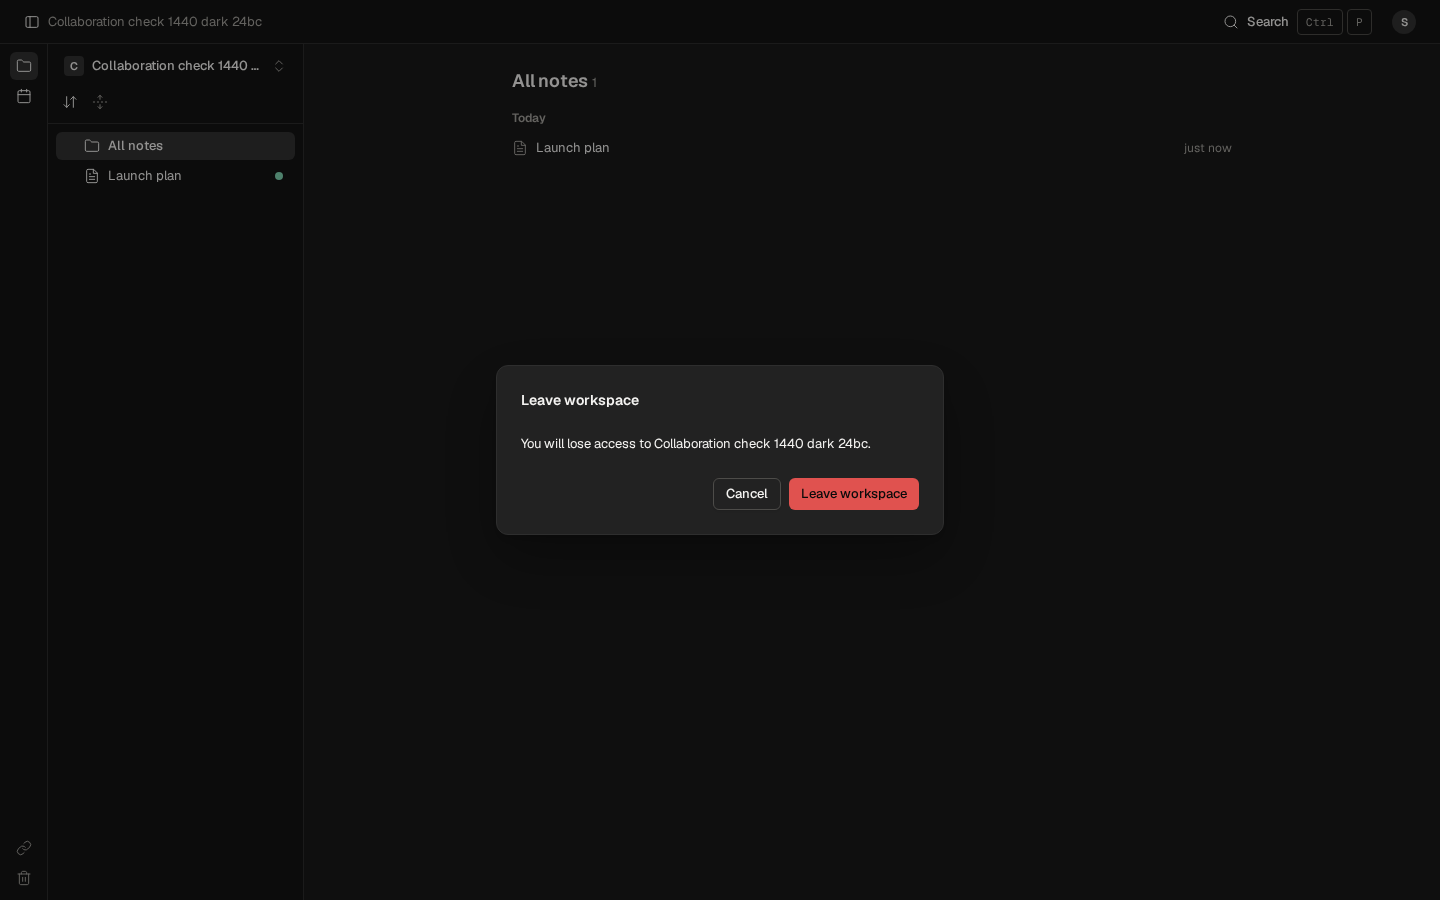 Collaboration check 1440 dark 24bc
Search Ctrl P S
C Collaboration check 1440 ...
All notes
Launch plan
All notes 1
Today
Launch plan just now
Leave workspace
You will lose access to Collaboration check 1440 dark 24bc.
Cancel Leave workspace